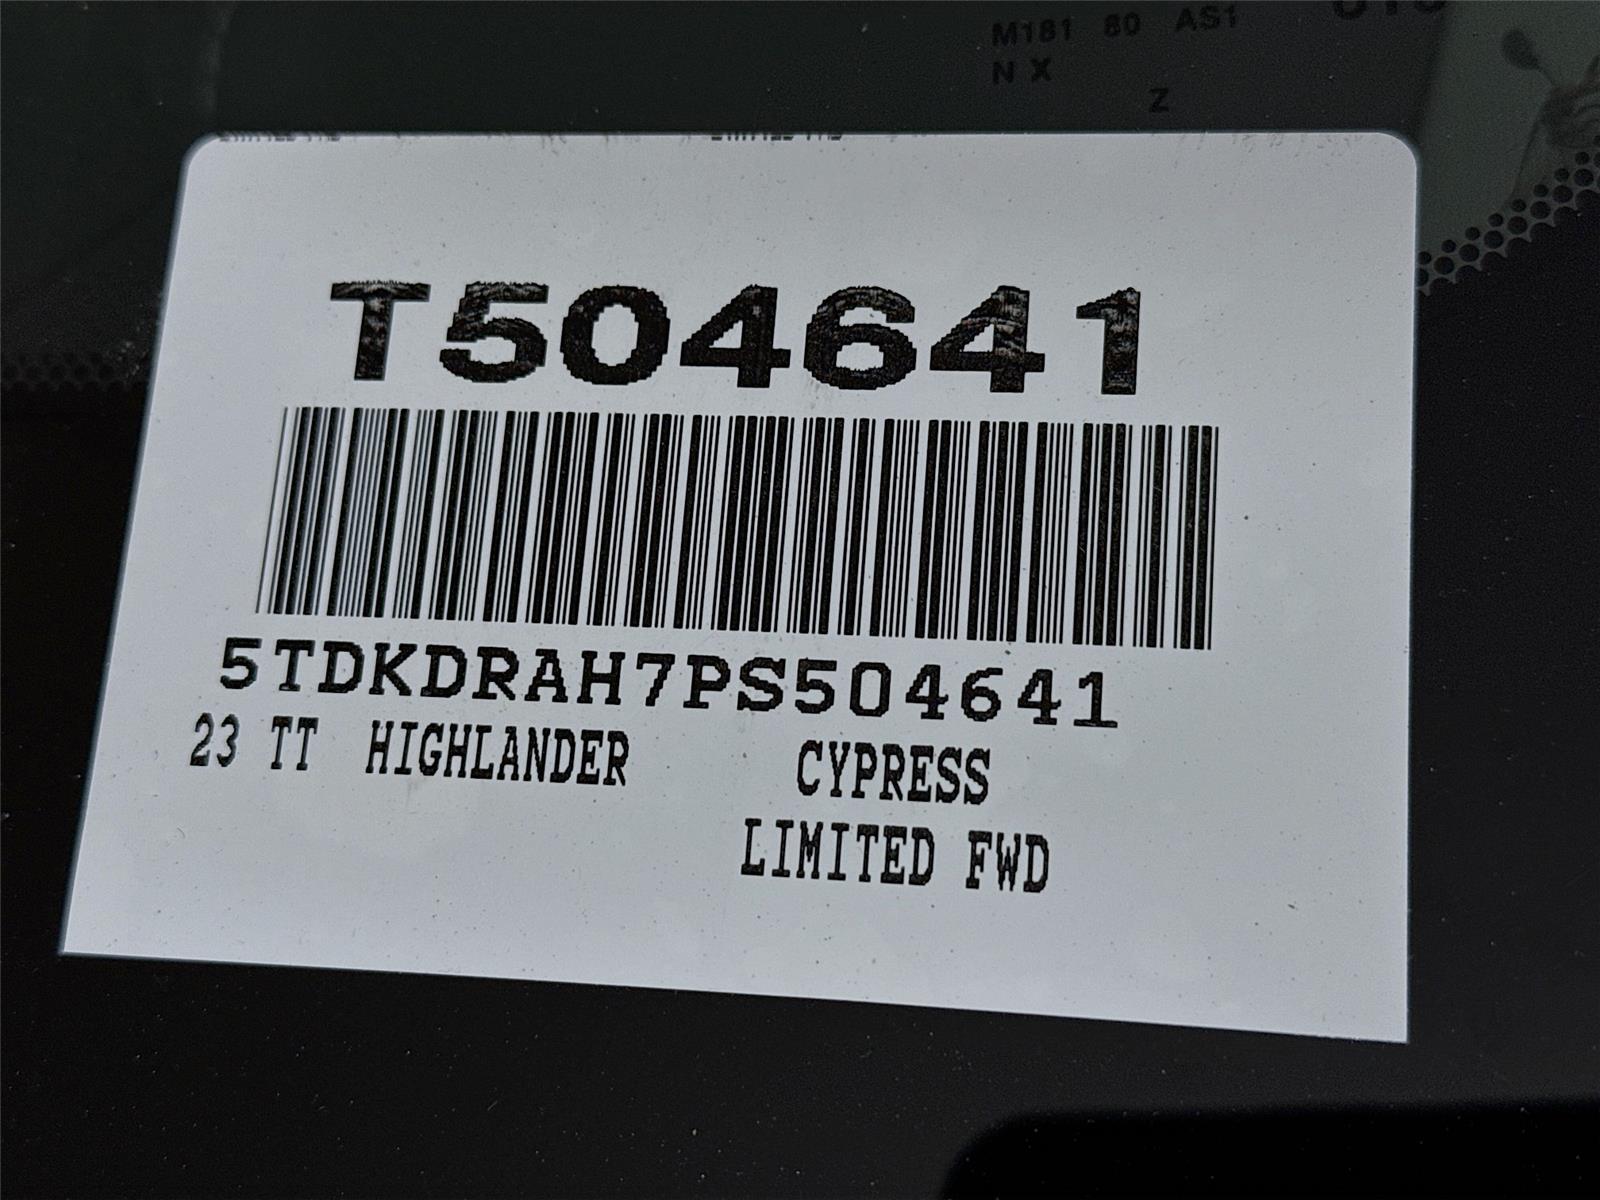 M181 80 AS1
N X
Z
T504641
5TDKDRAH7PS504641
23 TT HIGHLANDER CYPRESS
LIMITED FWD